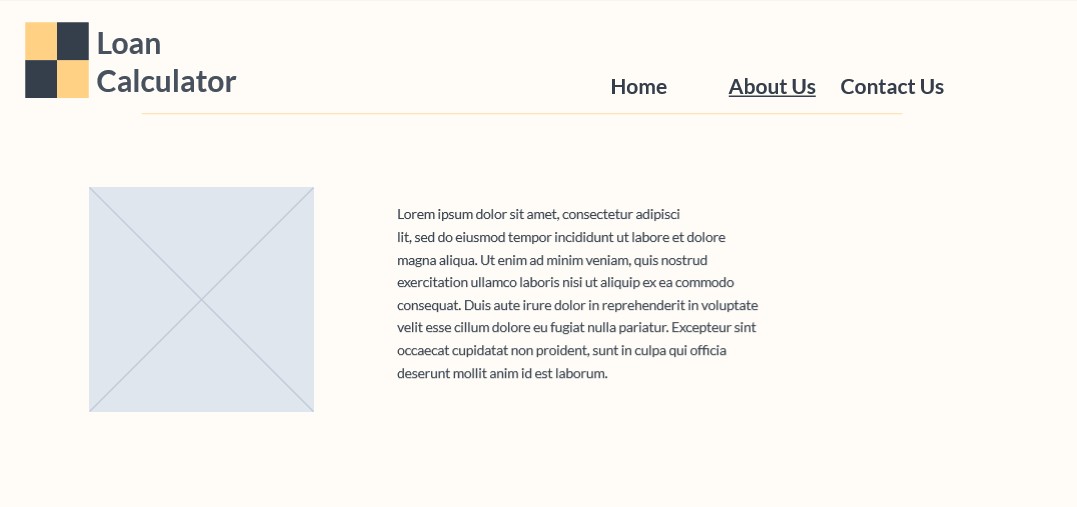 Loan
Calculator
Home About Us Contact Us
Lorem ipsum dolor sit amet, consectetur adipisci
lit, sed do eiusmod tempor incididunt ut labore et dolore
magna aliqua. Ut enim ad minim veniam, quis nostrud
exercitation ullamco laboris nisi ut aliquip ex ea commodo
consequat. Duis aute irure dolor in reprehenderit in voluptate
velit esse cillum dolore eu fugiat nulla pariatur. Excepteur sint
occaecat cupidatat non proident, sunt in culpa qui officia
deserunt mollit anim id est laborum.